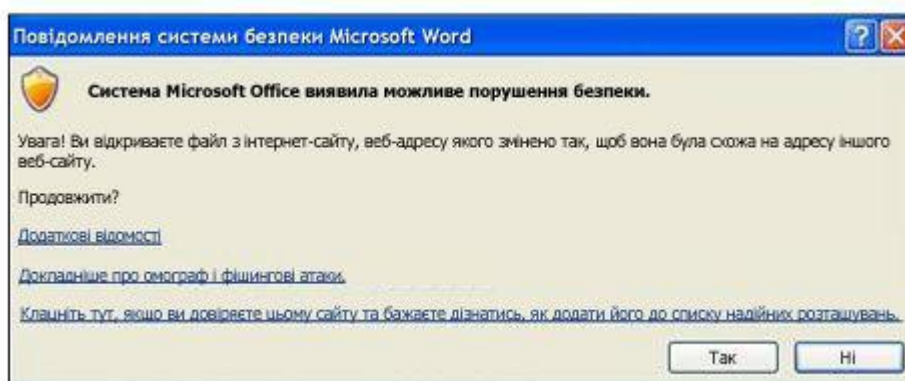 Повідомлення системи безпеки Microsoft Word
Система Microsoft Office виявила можливе порушення безпеки.
Увага! Ви відкриваєте файл з інтернет-сайту, веб-адресу якого змінено так, щоб вона була схожа на адресу іншого
веб-сайту.
Продовжити?
Додаткові відомості
Докладніше про омограф і фішингові атаки.
Клацніть тут, якщо ви довіряєте цьому сайту та бажаєте дізнатись, як додати його до списку надійних розташувань.
Так Ні